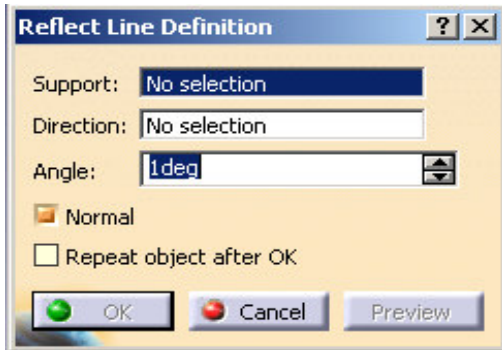 Reflect Line Definition ? X
Support: No selection
Direction: No selection
Angle: 1deg
Normal
Repeat object after OK
OK Cancel Preview